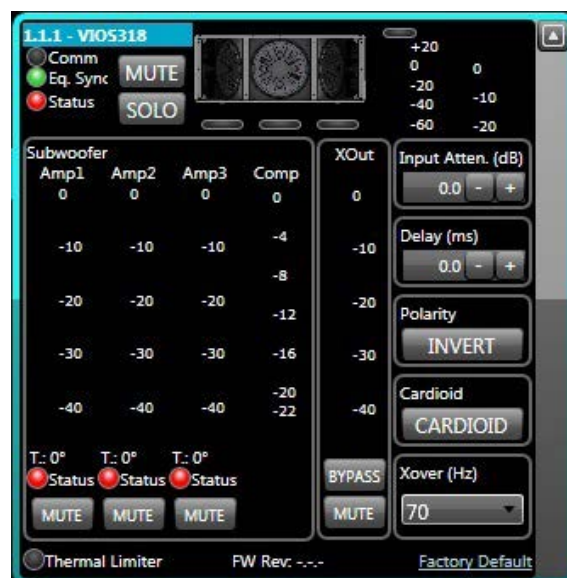 1.1.1 - VIOS318
Comm
Eq. Sync
Status
MUTE
SOLO
+20
0
-20
-40
-60
0
-10
-20
Subwoofer
Amp1 Amp2 Amp3 Comp
0 0 0 0
-4
-10 -10 -10
-8
-20 -20 -20
-12
-30 -30 -30 -16
-20
-40 -40 -40 -22
T.: 0° T.: 0° T.: 0°
Status Status Status
MUTE MUTE MUTE
XOut
0
-10
-20
-30
-40
BYPASS
MUTE
Input Atten. (dB)
0.0 - +
Delay (ms)
0.0 - +
Polarity
INVERT
Cardioid
CARDIOID
Xover (Hz)
70
Thermal Limiter FW Rev: -.-.- Factory Default